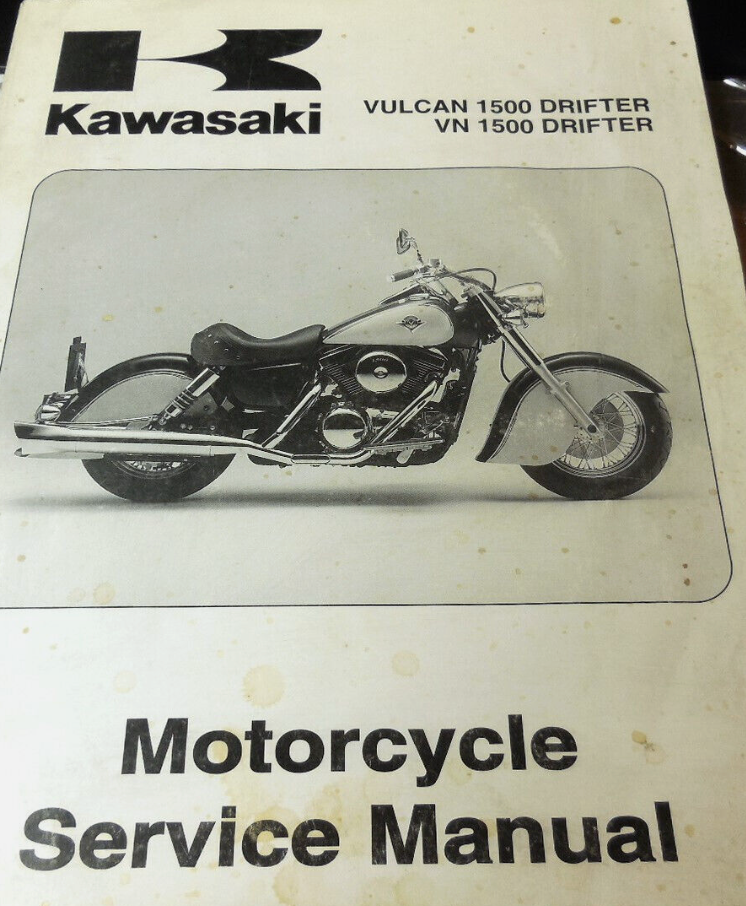 Kawasaki
VULCAN 1500 DRIFTER
VN 1500 DRIFTER
Motorcycle
Service Manual